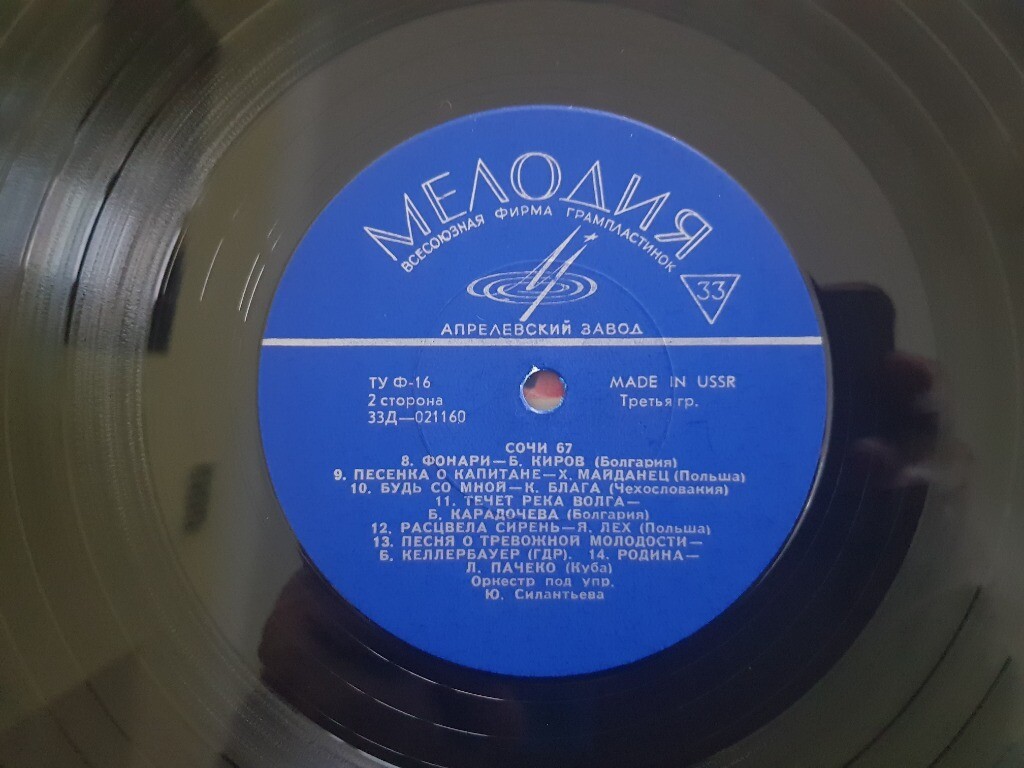 МЕЛОДИЯ
ВСЕСОЮЗНАЯ ФИРМА ГРАМПЛАСТИНОК
33
АПРЕЛЕВСКИЙ ЗАВОД
ТУ Ф-16
2 сторона
33Д—021160
MADE IN USSR
Третья гр.
СОЧИ 67
8. ФОНАРИ—Б. КИРОВ (Болгария)
9. ПЕСЕНКА О КАПИТАНЕ—Х. МАЙДАНЕЦ (Польша)
10. БУДЬ СО МНОЙ—К. БЛАГА (Чехословакия)
11. ТЕЧЕТ РЕКА ВОЛГА—
Б. КАРАДОЧЕВА (Болгария)
12. РАСЦВЕЛА СИРЕНЬ—Я. ЛЕХ (Польша)
13. ПЕСНЯ О ТРЕВОЖНОЙ МОЛОДОСТИ—
Б. КЕЛЛЕРБАУЕР (ГДР). 14. РОДИНА—
Л. ПАЧЕКО (Куба)
Оркестр под упр.
Ю. Силантьева